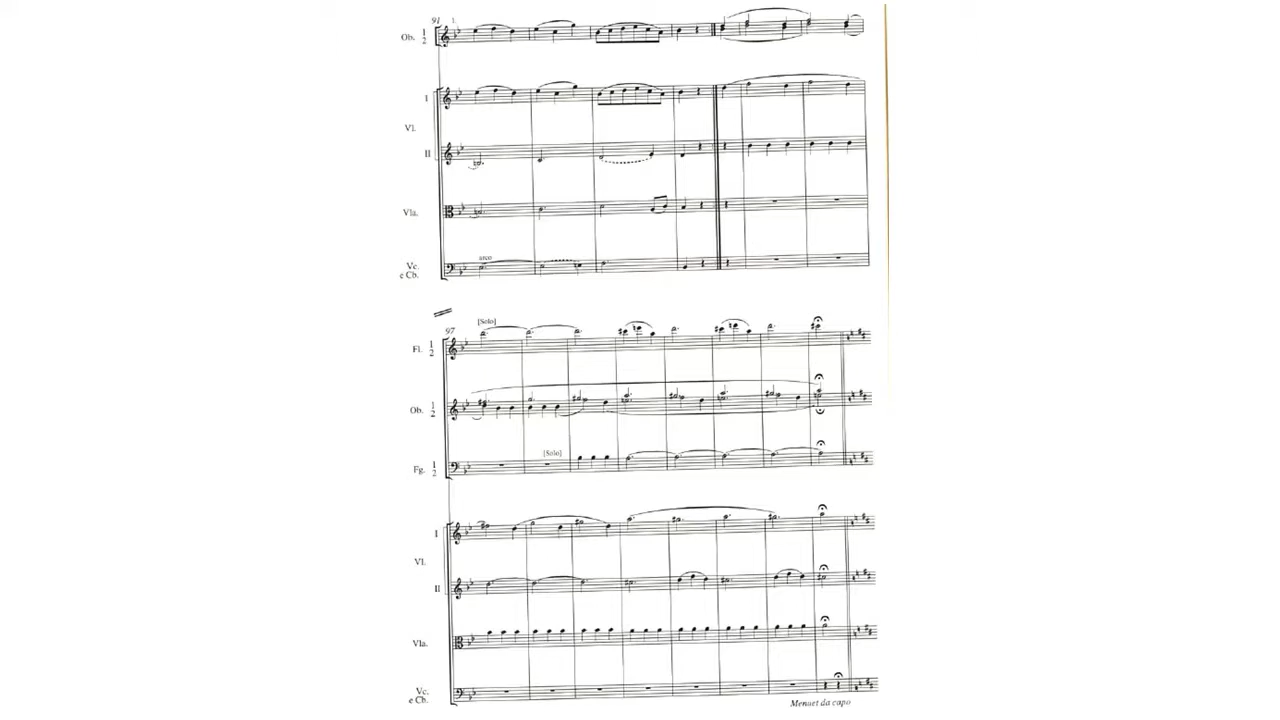 91
1.
Ob. 1 2
I
Vl.
II
Vla.
arco
Vc.
e Cb.
97
[Solo]
Fl. 1 2
Ob. 1 2
[Solo]
Fg. 1 2
I
Vl.
II
Vla.
Vc.
e Cb.
Menuet da capo